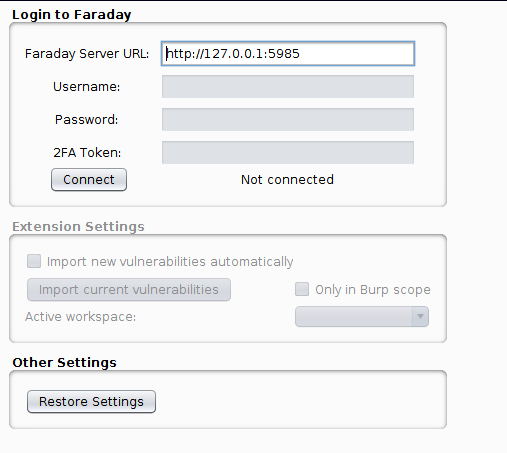 Login to Faraday
Faraday Server URL: http://127.0.0.1:5985
Username:
Password:
2FA Token:
Connect Not connected
Extension Settings
Import new vulnerabilities automatically
Import current vulnerabilities Only in Burp scope
Active workspace:
Other Settings
Restore Settings